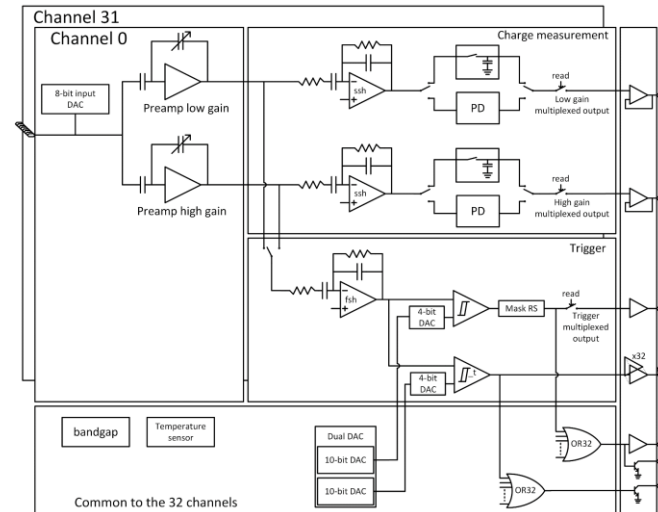 Channel 31
Channel 0
8-bit input
DAC
Preamp low gain
Preamp high gain
Charge measurement
ssh
PD
read
Low gain
multiplexed output
ssh
PD
read
High gain
multiplexed output
Trigger
fsh
4-bit
DAC
Mask RS
read
Trigger
multiplexed
output
4-bit
DAC
_t
x32
bandgap
Temperature
sensor
Dual DAC
10-bit DAC
10-bit DAC
OR32
OR32
Common to the 32 channels